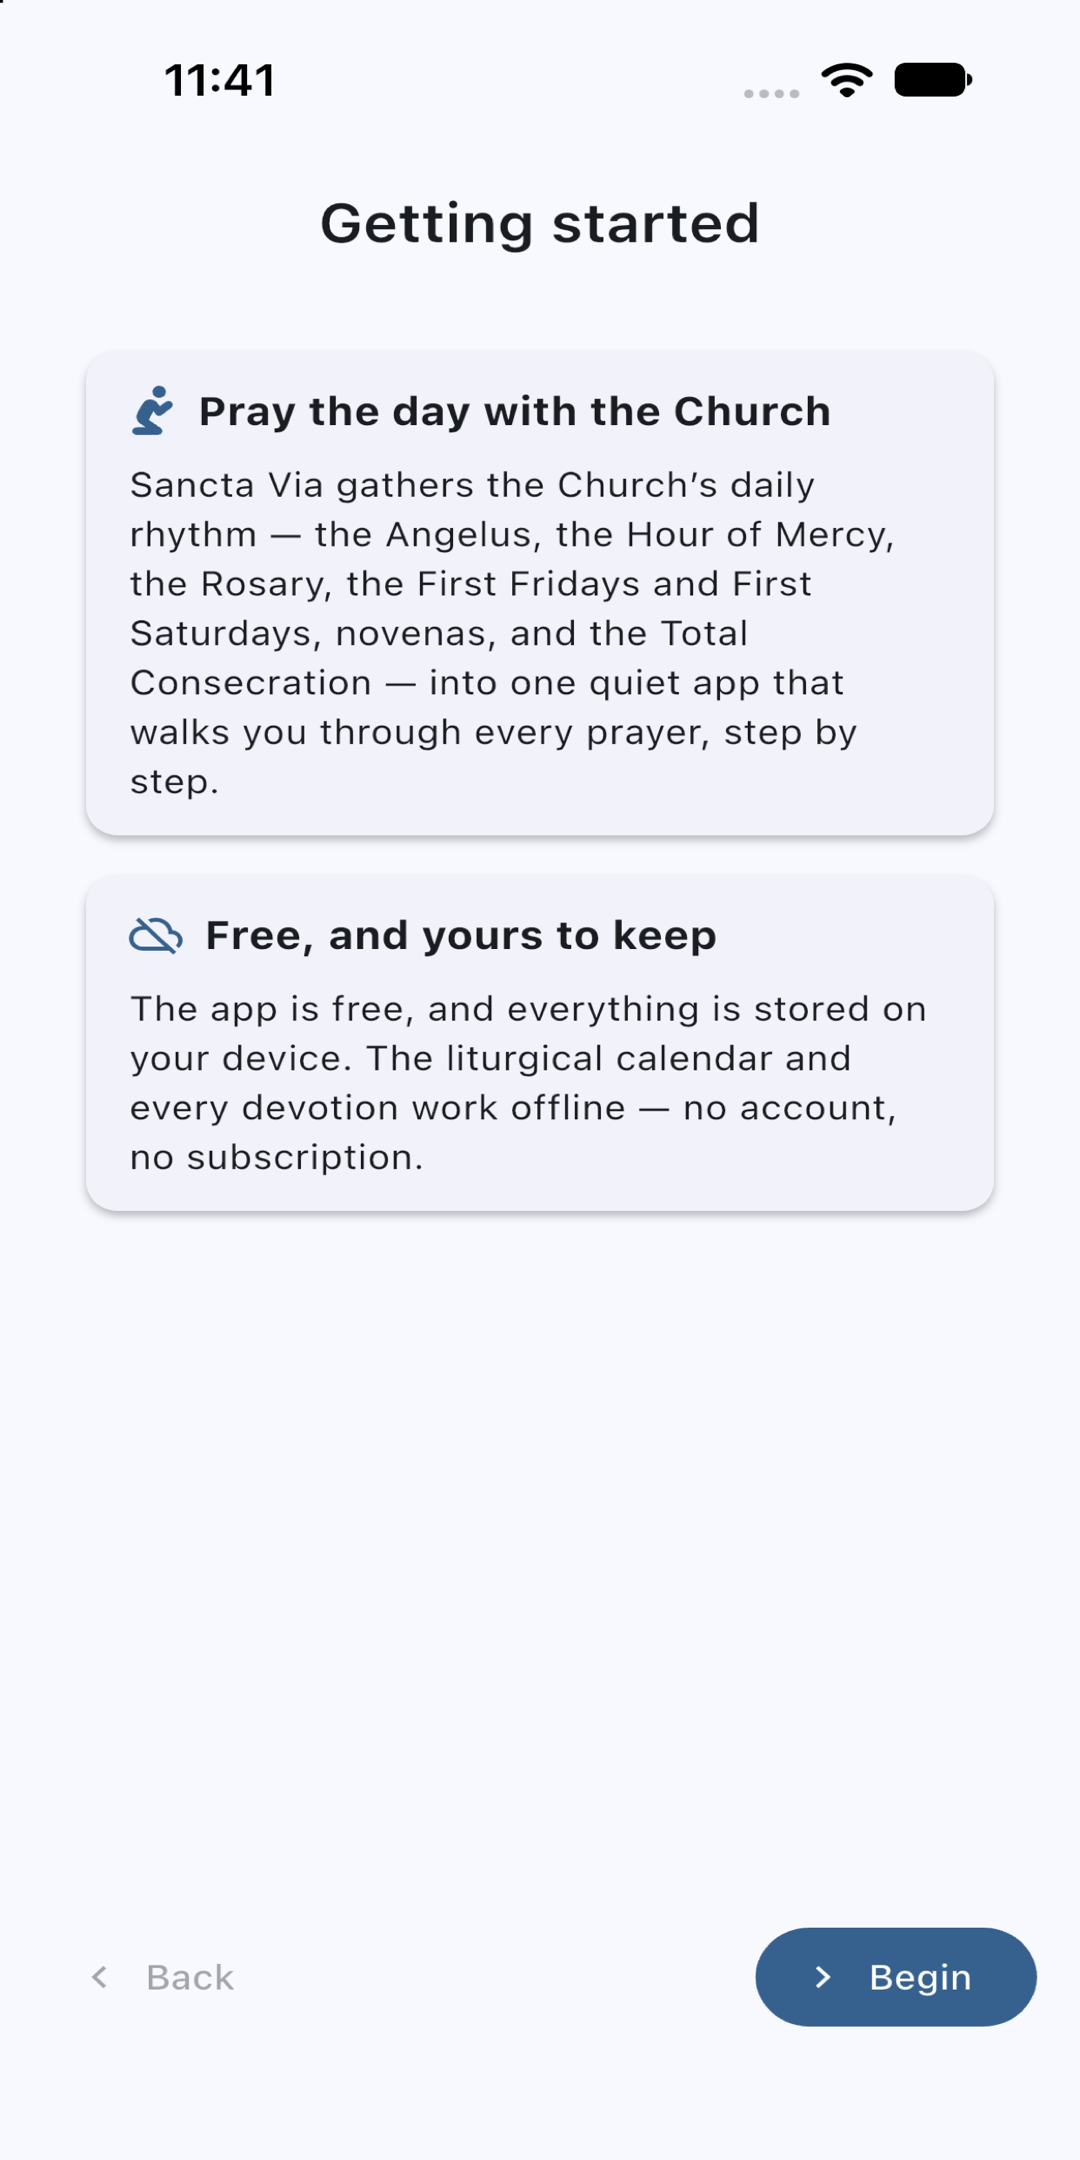 11:41
Getting started
Pray the day with the Church
Sancta Via gathers the Church’s daily
rhythm — the Angelus, the Hour of Mercy,
the Rosary, the First Fridays and First
Saturdays, novenas, and the Total
Consecration — into one quiet app that
walks you through every prayer, step by
step.
Free, and yours to keep
The app is free, and everything is stored on
your device. The liturgical calendar and
every devotion work offline — no account,
no subscription.
Back
Begin